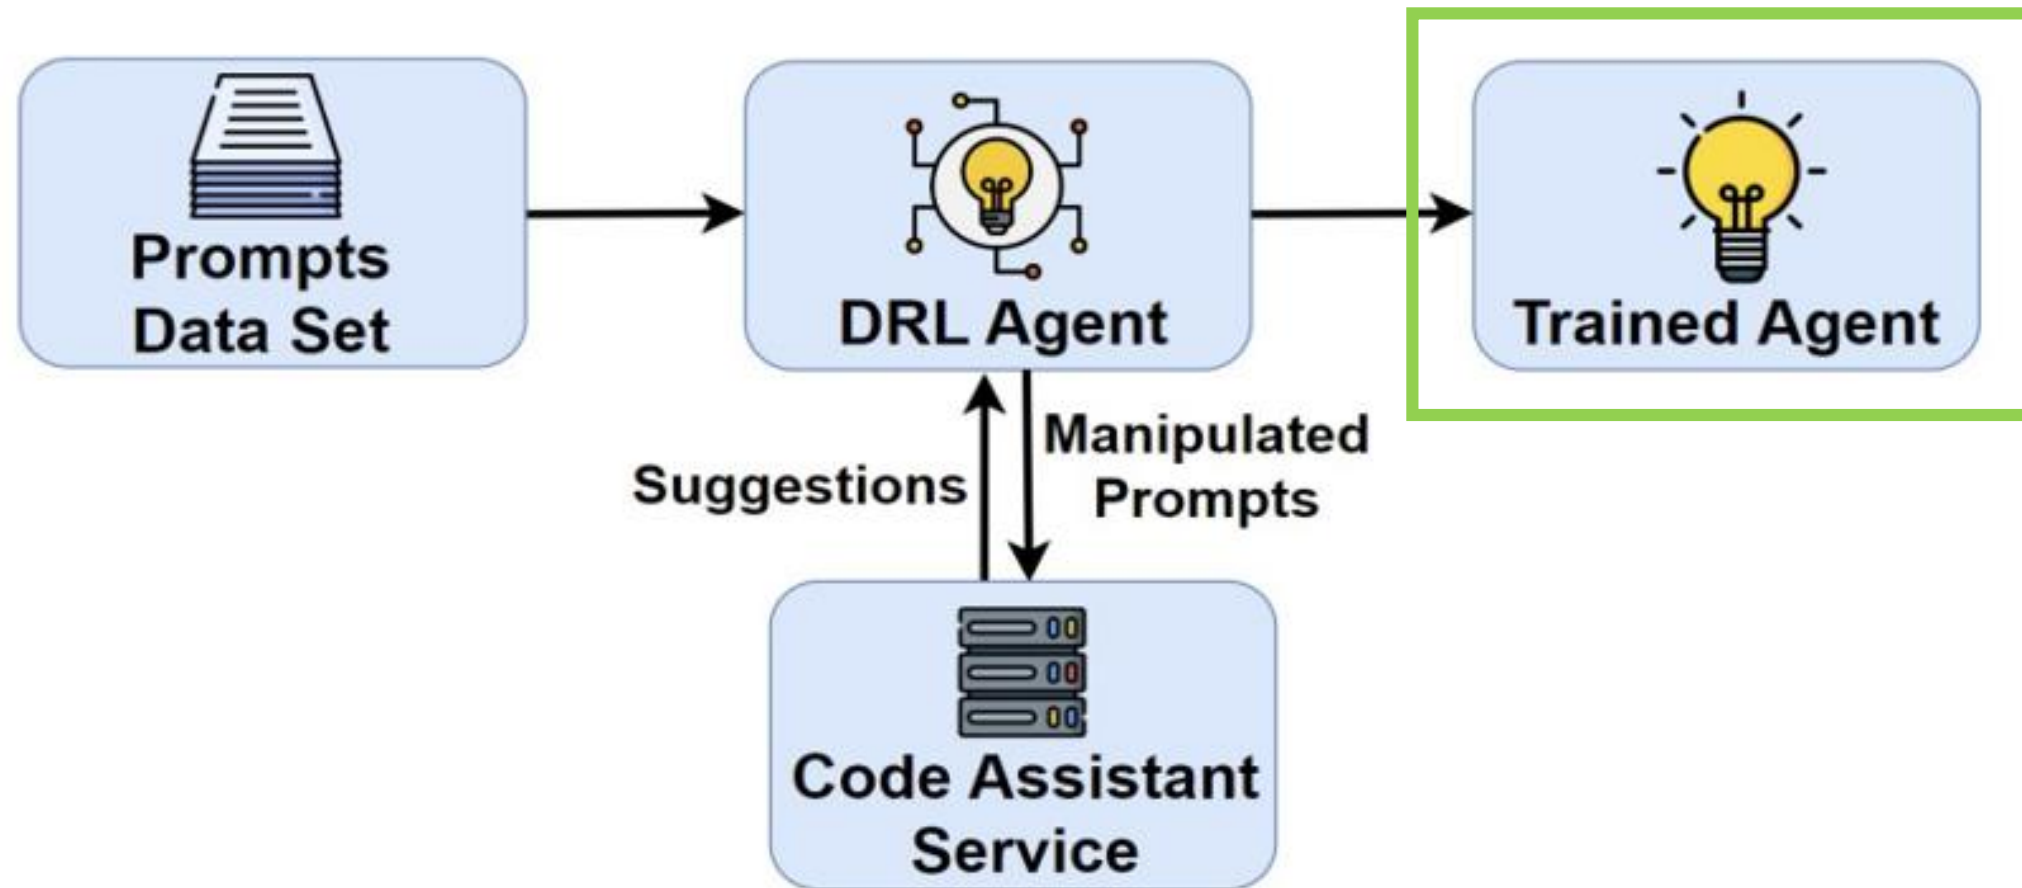 Prompts
Data Set
DRL Agent
Trained Agent
Suggestions
Manipulated
Prompts
Code Assistant
Service